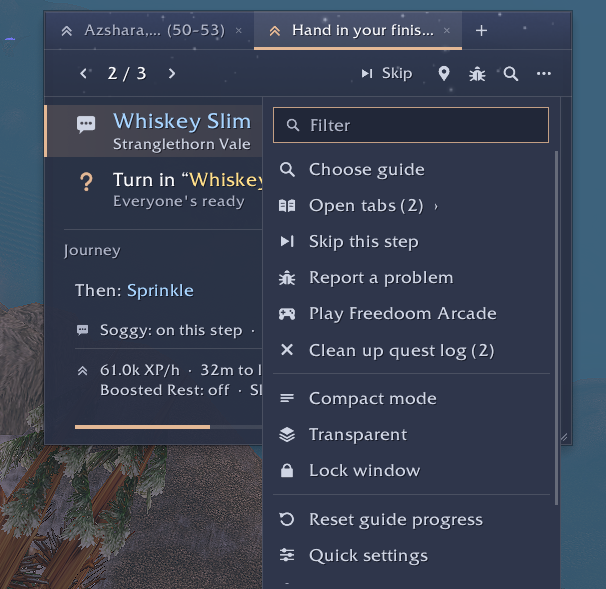 Azshara,... (50-53) ×
Hand in your finis... ×
+
‹ 2 / 3 ›
Skip
Whiskey Slim
Stranglethorn Vale
Turn in “Whiskey
Everyone's ready
Journey
Then: Sprinkle
Soggy: on this step ·
61.0k XP/h · 32m to l
Boosted Rest: off ·
Filter
Choose guide
Open tabs (2) ›
Skip this step
Report a problem
Play Freedoom Arcade
Clean up quest log (2)
Compact mode
Transparent
Lock window
Reset guide progress
Quick settings